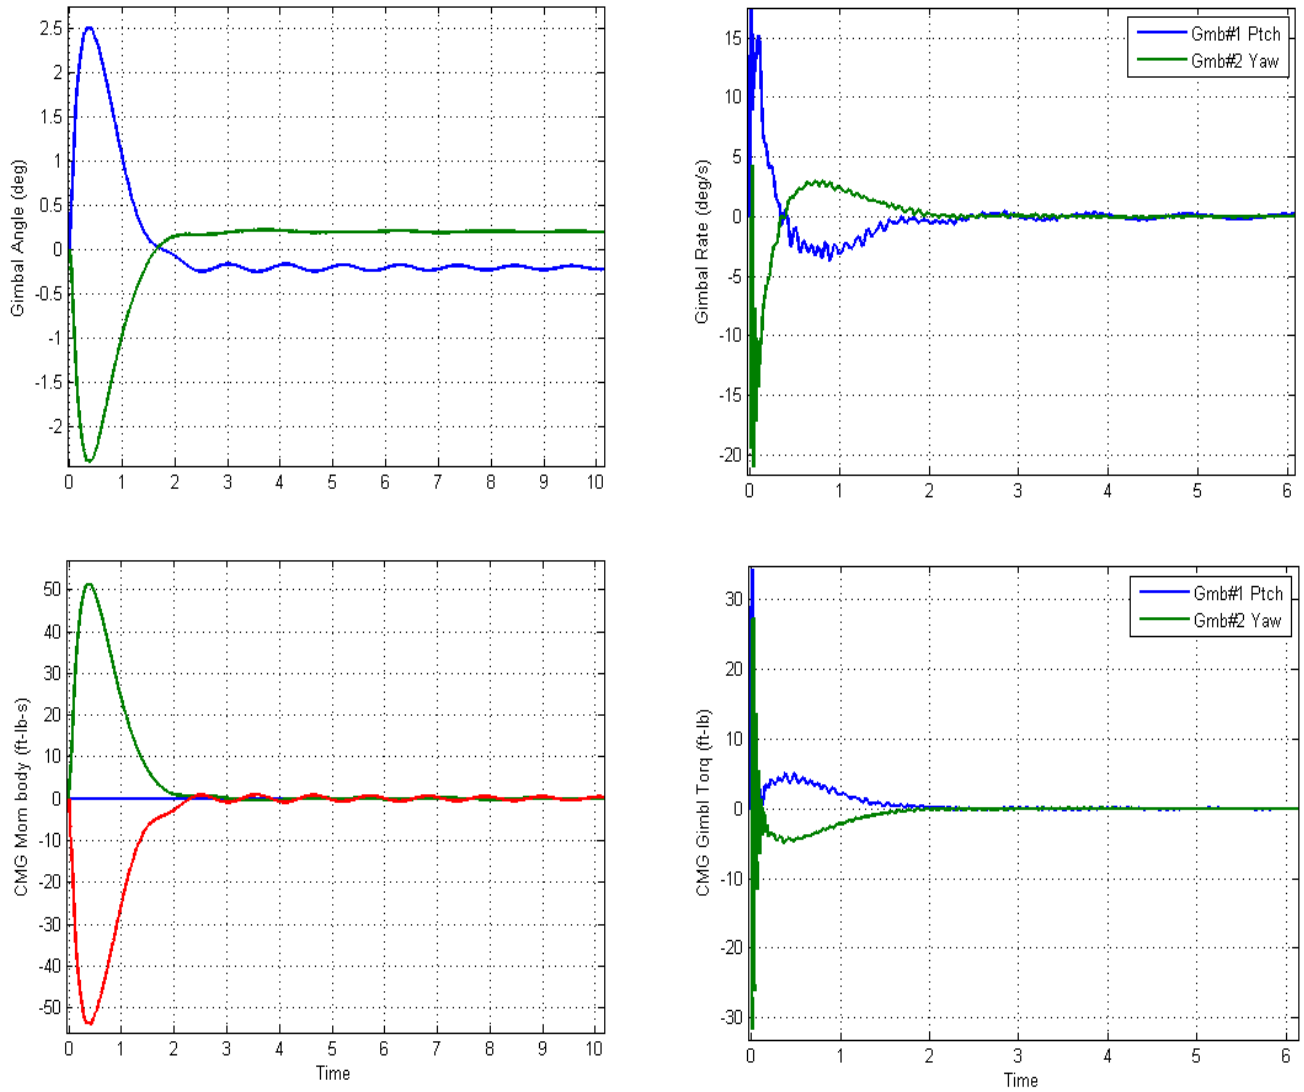 2.5
2
1.5
1
0.5
0
-0.5
-1
-1.5
-2
Gimbal Angle (deg)
0 1 2 3 4 5 6 7 8 9 10
15
10
5
0
-5
-10
-15
-20
Gimbal Rate (deg/s)
Gmb#1 Ptch
Gmb#2 Yaw
0 1 2 3 4 5 6
50
40
30
20
10
0
-10
-20
-30
-40
-50
CMG Mom body (ft-lb-s)
0 1 2 3 4 5 6 7 8 9 10
Time
30
20
10
0
-10
-20
-30
CMG Gimbl Torq (ft-lb)
Gmb#1 Ptch
Gmb#2 Yaw
0 1 2 3 4 5 6
Time